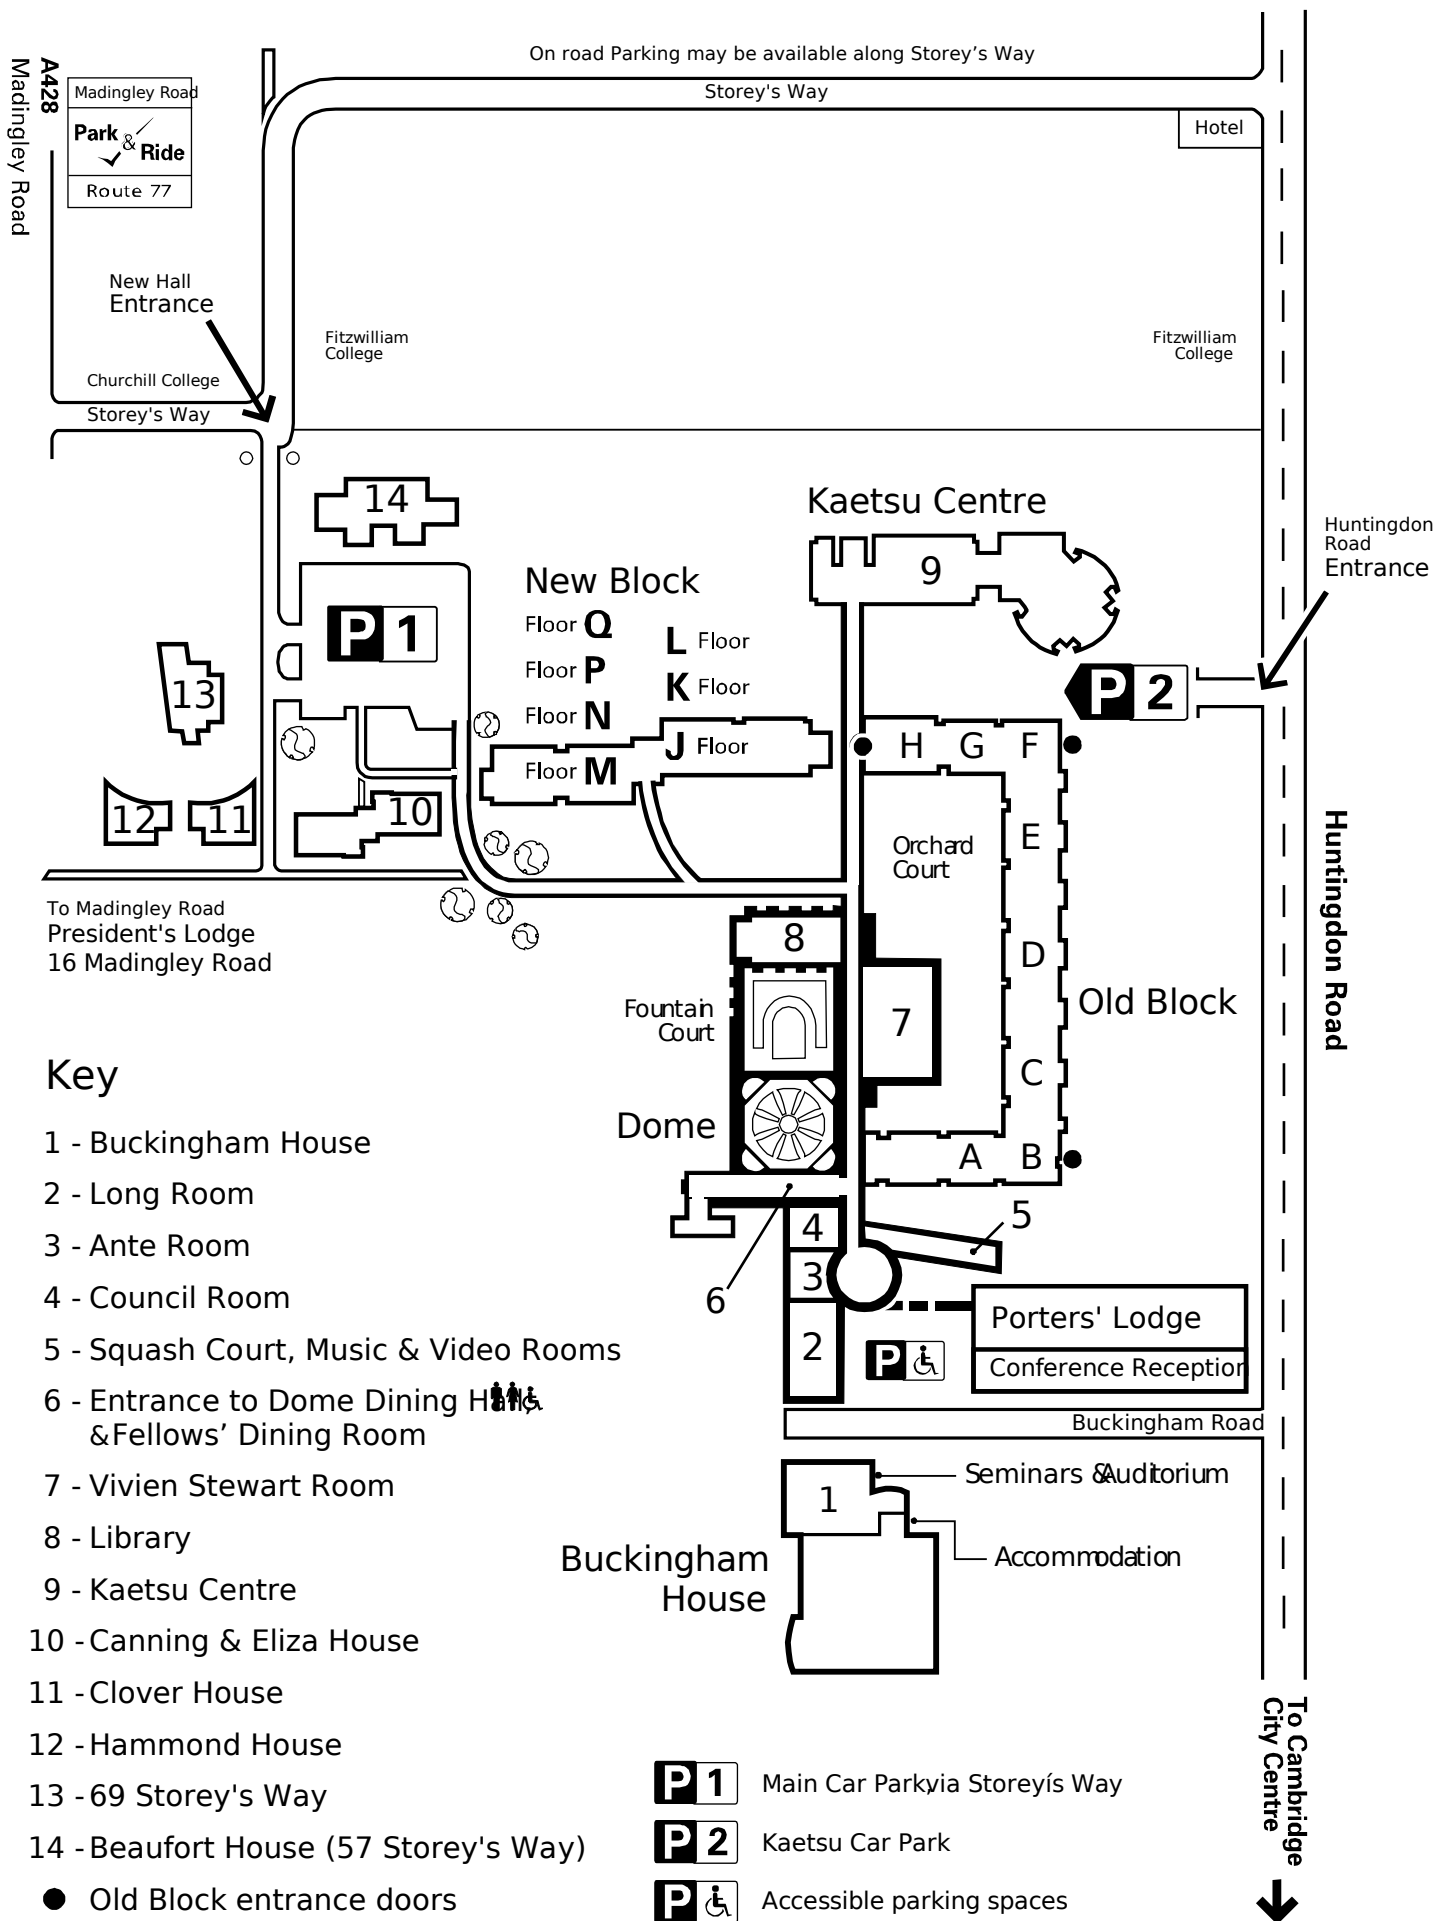 On road Parking may be available along Storey’s Way
Storey's Way
A428
Madingley Road
Madingley Road
Park & Ride
Route 77
Hotel
New Hall
Entrance
Fitzwilliam
College
Fitzwilliam
College
Churchill College
Storey's Way
14
Kaetsu Centre
9
Huntingdon
Road
Entrance
New Block
Floor Q
L Floor
Floor P
K Floor
Floor N
J Floor
Floor M
P 1
P 2
13
H G F
12
11
10
E
Orchard
Court
Huntingdon Road
To Madingley Road
President's Lodge
16 Madingley Road
8
D
Old Block
Fountain
Court
7
C
Dome
A B
5
4
3
6
2
Porters' Lodge
Conference Reception
P
Buckingham Road
Seminars & Auditorium
1
Accommodation
Buckingham
House
Key
1 - Buckingham House
2 - Long Room
3 - Ante Room
4 - Council Room
5 - Squash Court, Music & Video Rooms
6 - Entrance to Dome Dining Hall,
&Fellows’ Dining Room
7 - Vivien Stewart Room
8 - Library
9 - Kaetsu Centre
10 - Canning & Eliza House
11 - Clover House
12 - Hammond House
13 - 69 Storey's Way
14 - Beaufort House (57 Storey's Way)
Old Block entrance doors
P 1 Main Car Park, via Storeyís Way
P 2 Kaetsu Car Park
P Accessible parking spaces
To Cambridge
City Centre